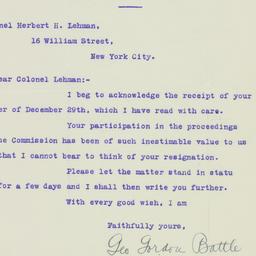 nel Herbert H. Lehman,
16 William Street,
New York City.
ear Colonel Lehman:-
I beg to acknowledge the receipt of your
er of December 29th, which I have read with care.
Your participation in the proceedings
he Commission has been of such inestimable value to us
that I cannot bear to think of your resignation.
Please let the matter stand in statu
for a few days and I shall then write you further.
With every good wish, I am
Faithfully yours,
Geo Gordon Battle